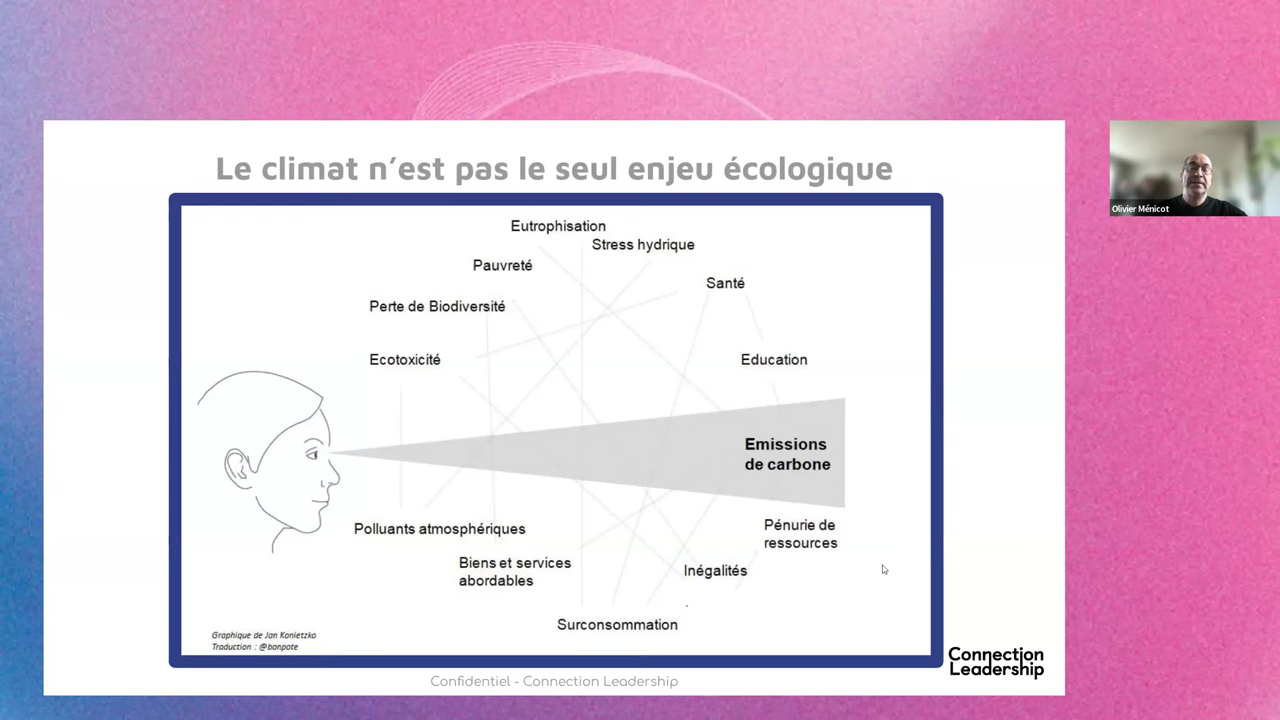 Le climat n’est pas le seul enjeu écologique
Eutrophisation
Stress hydrique
Pauvreté
Santé
Perte de Biodiversité
Ecotoxicité
Education
Emissions
de carbone
Polluants atmosphériques
Pénurie de
ressources
Biens et services
abordables
Inégalités
Surconsommation
Graphique de Jan Konietzko
Traduction : @bonpote
Connection
Leadership
Confidentiel - Connection Leadership
Olivier Ménicot